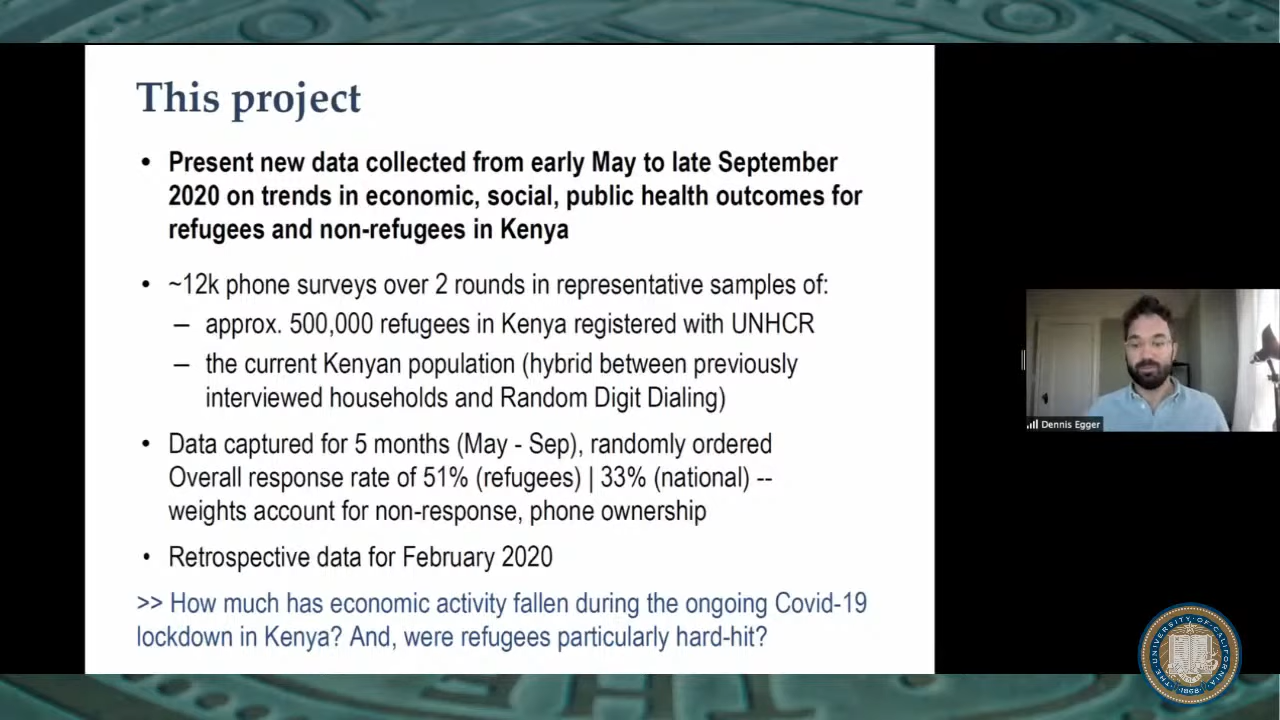 This project
• Present new data collected from early May to late September
2020 on trends in economic, social, public health outcomes for
refugees and non-refugees in Kenya
• ~12k phone surveys over 2 rounds in representative samples of:
– approx. 500,000 refugees in Kenya registered with UNHCR
– the current Kenyan population (hybrid between previously
interviewed households and Random Digit Dialing)
• Data captured for 5 months (May - Sep), randomly ordered
Overall response rate of 51% (refugees) | 33% (national) --
weights account for non-response, phone ownership
• Retrospective data for February 2020
>> How much has economic activity fallen during the ongoing Covid-19
lockdown in Kenya? And, were refugees particularly hard-hit?
Dennis Egger
THE UNIVERSITY OF CALIFORNIA
1868